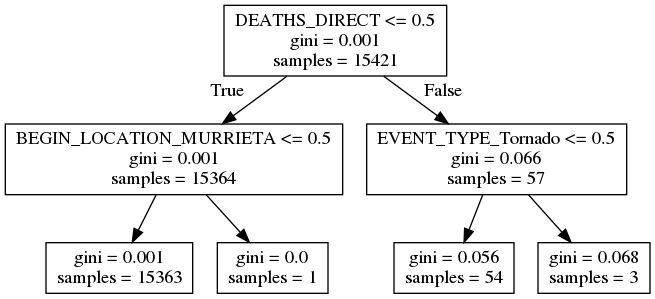 DEATHS_DIRECT <= 0.5
gini = 0.001
samples = 15421
True
False
BEGIN_LOCATION_MURRIETA <= 0.5
gini = 0.001
samples = 15364
EVENT_TYPE_Tornado <= 0.5
gini = 0.066
samples = 57
gini = 0.001
samples = 15363
gini = 0.0
samples = 1
gini = 0.056
samples = 54
gini = 0.068
samples = 3